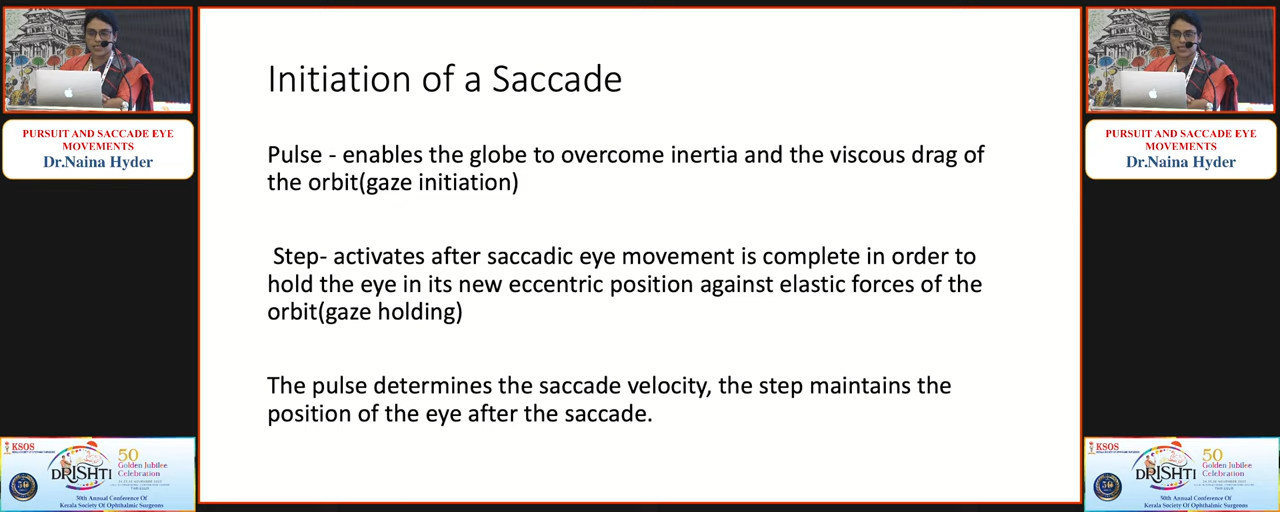 Initiation of a Saccade
Pulse - enables the globe to overcome inertia and the viscous drag of
the orbit(gaze initiation)
Step- activates after saccadic eye movement is complete in order to
hold the eye in its new eccentric position against elastic forces of the
orbit(gaze holding)
The pulse determines the saccade velocity, the step maintains the
position of the eye after the saccade.
PURSUIT AND SACCADE EYE
MOVEMENTS
Dr.Naina Hyder
KSOS
DRISHTI
50
Golden Jubilee
Celebration
50th Annual Conference Of
Kerala Society Of Ophthalmic Surgeons
PURSUIT AND SACCADE EYE
MOVEMENTS
Dr.Naina Hyder
KSOS
DRISHTI
50
Golden Jubilee
Celebration
50th Annual Conference Of
Kerala Society Of Ophthalmic Surgeons